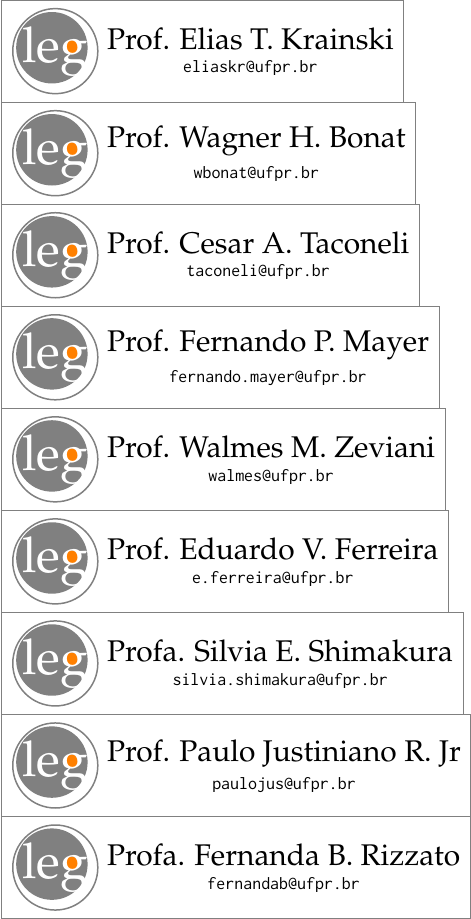 leg
Prof. Elias T. Krainski
eliaskr@ufpr.br
leg
Prof. Wagner H. Bonat
wbonat@ufpr.br
leg
Prof. Cesar A. Taconeli
taconeli@ufpr.br
leg
Prof. Fernando P. Mayer
fernando.mayer@ufpr.br
leg
Prof. Walmes M. Zeviani
walmes@ufpr.br
leg
Prof. Eduardo V. Ferreira
e.ferreira@ufpr.br
leg
Profa. Silvia E. Shimakura
silvia.shimakura@ufpr.br
leg
Prof. Paulo Justiniano R. Jr
paulojus@ufpr.br
leg
Profa. Fernanda B. Rizzato
fernandab@ufpr.br